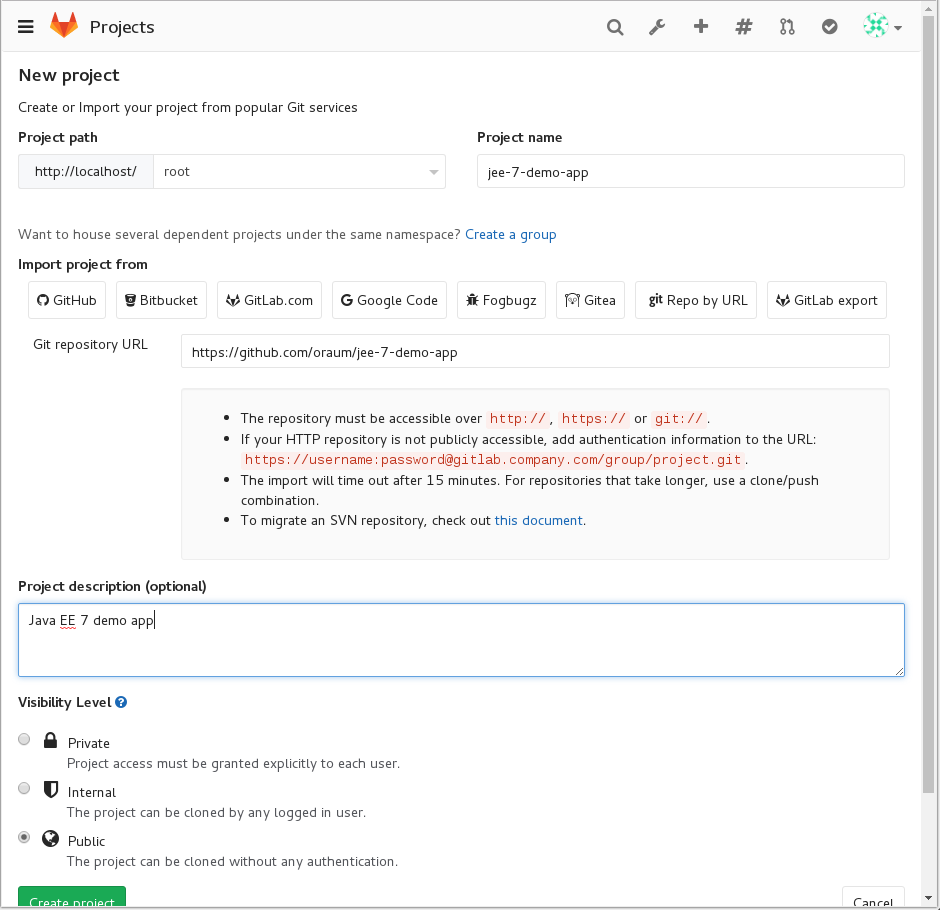 Projects
New project
Create or Import your project from popular Git services
Project path
Project name
http://localhost/
root
jee-7-demo-app
Want to house several dependent projects under the same namespace? Create a group
Import project from
GitHub
Bitbucket
GitLab.com
Google Code
Fogbugz
Gitea
git Repo by URL
GitLab export
Git repository URL
https://github.com/oraum/jee-7-demo-app
• The repository must be accessible over http://, https:// or git://.
• If your HTTP repository is not publicly accessible, add authentication information to the URL:
https://username:password@gitlab.company.com/group/project.git.
• The import will time out after 15 minutes. For repositories that take longer, use a clone/push
combination.
• To migrate an SVN repository, check out this document.
Project description (optional)
Java EE 7 demo app
Visibility Level ?
Private
Project access must be granted explicitly to each user.
Internal
The project can be cloned by any logged in user.
Public
The project can be cloned without any authentication.
Create project
Cancel